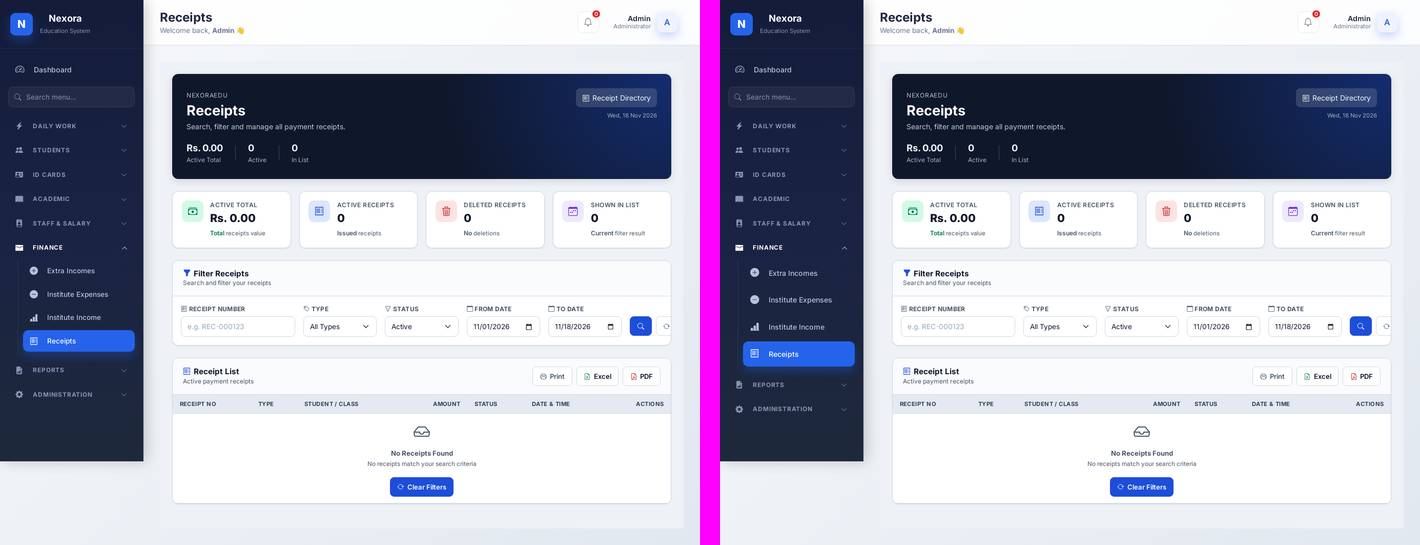 N
Nexora
Education System
Dashboard
Search menu...
DAILY WORK
STUDENTS
ID CARDS
ACADEMIC
STAFF & SALARY
FINANCE
Extra Incomes
Institute Expenses
Institute Income
Receipts
REPORTS
ADMINISTRATION
Receipts
Welcome back, Admin 👋
0
Admin
Administrator
A
NEXORAEDU
Receipts
Search, filter and manage all payment receipts.
Receipt Directory
Wed, 18 Nov 2026
Rs. 0.00 0 0
Active Total Active In List
ACTIVE TOTAL
Rs. 0.00
Total receipts value
ACTIVE RECEIPTS
0
Issued receipts
DELETED RECEIPTS
0
No deletions
SHOWN IN LIST
0
Current filter result
Filter Receipts
Search and filter your receipts
RECEIPT NUMBER TYPE STATUS FROM DATE TO DATE
e.g. REC-000123 All Types Active 11/01/2026 11/18/2026
Receipt List
Active payment receipts
Print Excel PDF
RECEIPT NO TYPE STUDENT / CLASS AMOUNT STATUS DATE & TIME ACTIONS
No Receipts Found
No receipts match your search criteria
Clear Filters
N
Nexora
Education System
Dashboard
Search menu...
DAILY WORK
STUDENTS
ID CARDS
ACADEMIC
STAFF & SALARY
FINANCE
Extra Incomes
Institute Expenses
Institute Income
Receipts
REPORTS
ADMINISTRATION
Receipts
Welcome back, Admin 👋
0
Admin
Administrator
A
NEXORAEDU
Receipts
Search, filter and manage all payment receipts.
Receipt Directory
Wed, 18 Nov 2026
Rs. 0.00 0 0
Active Total Active In List
ACTIVE TOTAL
Rs. 0.00
Total receipts value
ACTIVE RECEIPTS
0
Issued receipts
DELETED RECEIPTS
0
No deletions
SHOWN IN LIST
0
Current filter result
Filter Receipts
Search and filter your receipts
RECEIPT NUMBER TYPE STATUS FROM DATE TO DATE
e.g. REC-000123 All Types Active 11/01/2026 11/18/2026
Receipt List
Active payment receipts
Print Excel PDF
RECEIPT NO TYPE STUDENT / CLASS AMOUNT STATUS DATE & TIME ACTIONS
No Receipts Found
No receipts match your search criteria
Clear Filters